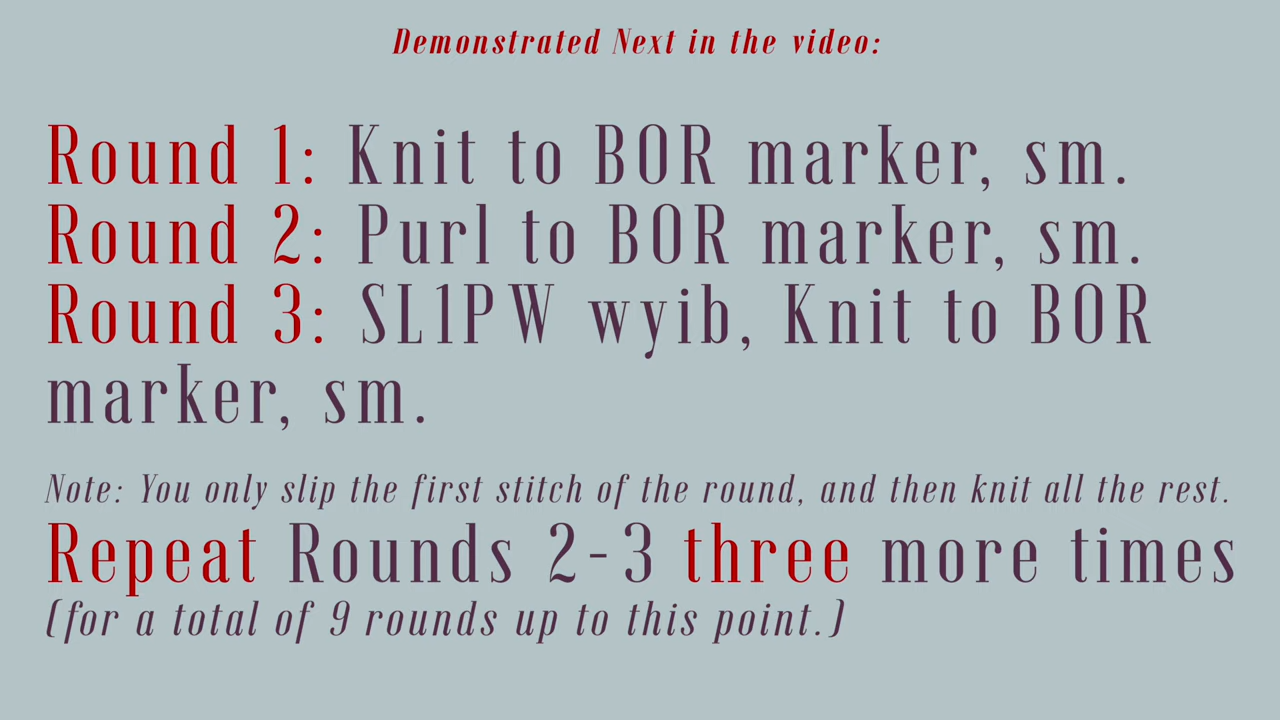 Demonstrated Next in the video:
Round 1: Knit to BOR marker, sm.
Round 2: Purl to BOR marker, sm.
Round 3: SL1PW wyib, Knit to BOR
marker, sm.
Note: You only slip the first stitch of the round, and then knit all the rest.
Repeat Rounds 2-3 three more times
(for a total of 9 rounds up to this point.)